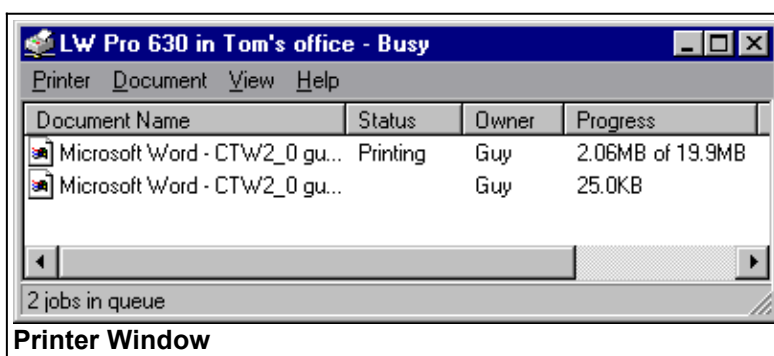 LW Pro 630 in Tom's office - Busy
Printer Document View Help
Document Name Status Owner Progress
Microsoft Word - CTW2_0 gu... Printing Guy 2.06MB of 19.9MB
Microsoft Word - CTW2_0 gu... Guy 25.0KB
2 jobs in queue
Printer Window